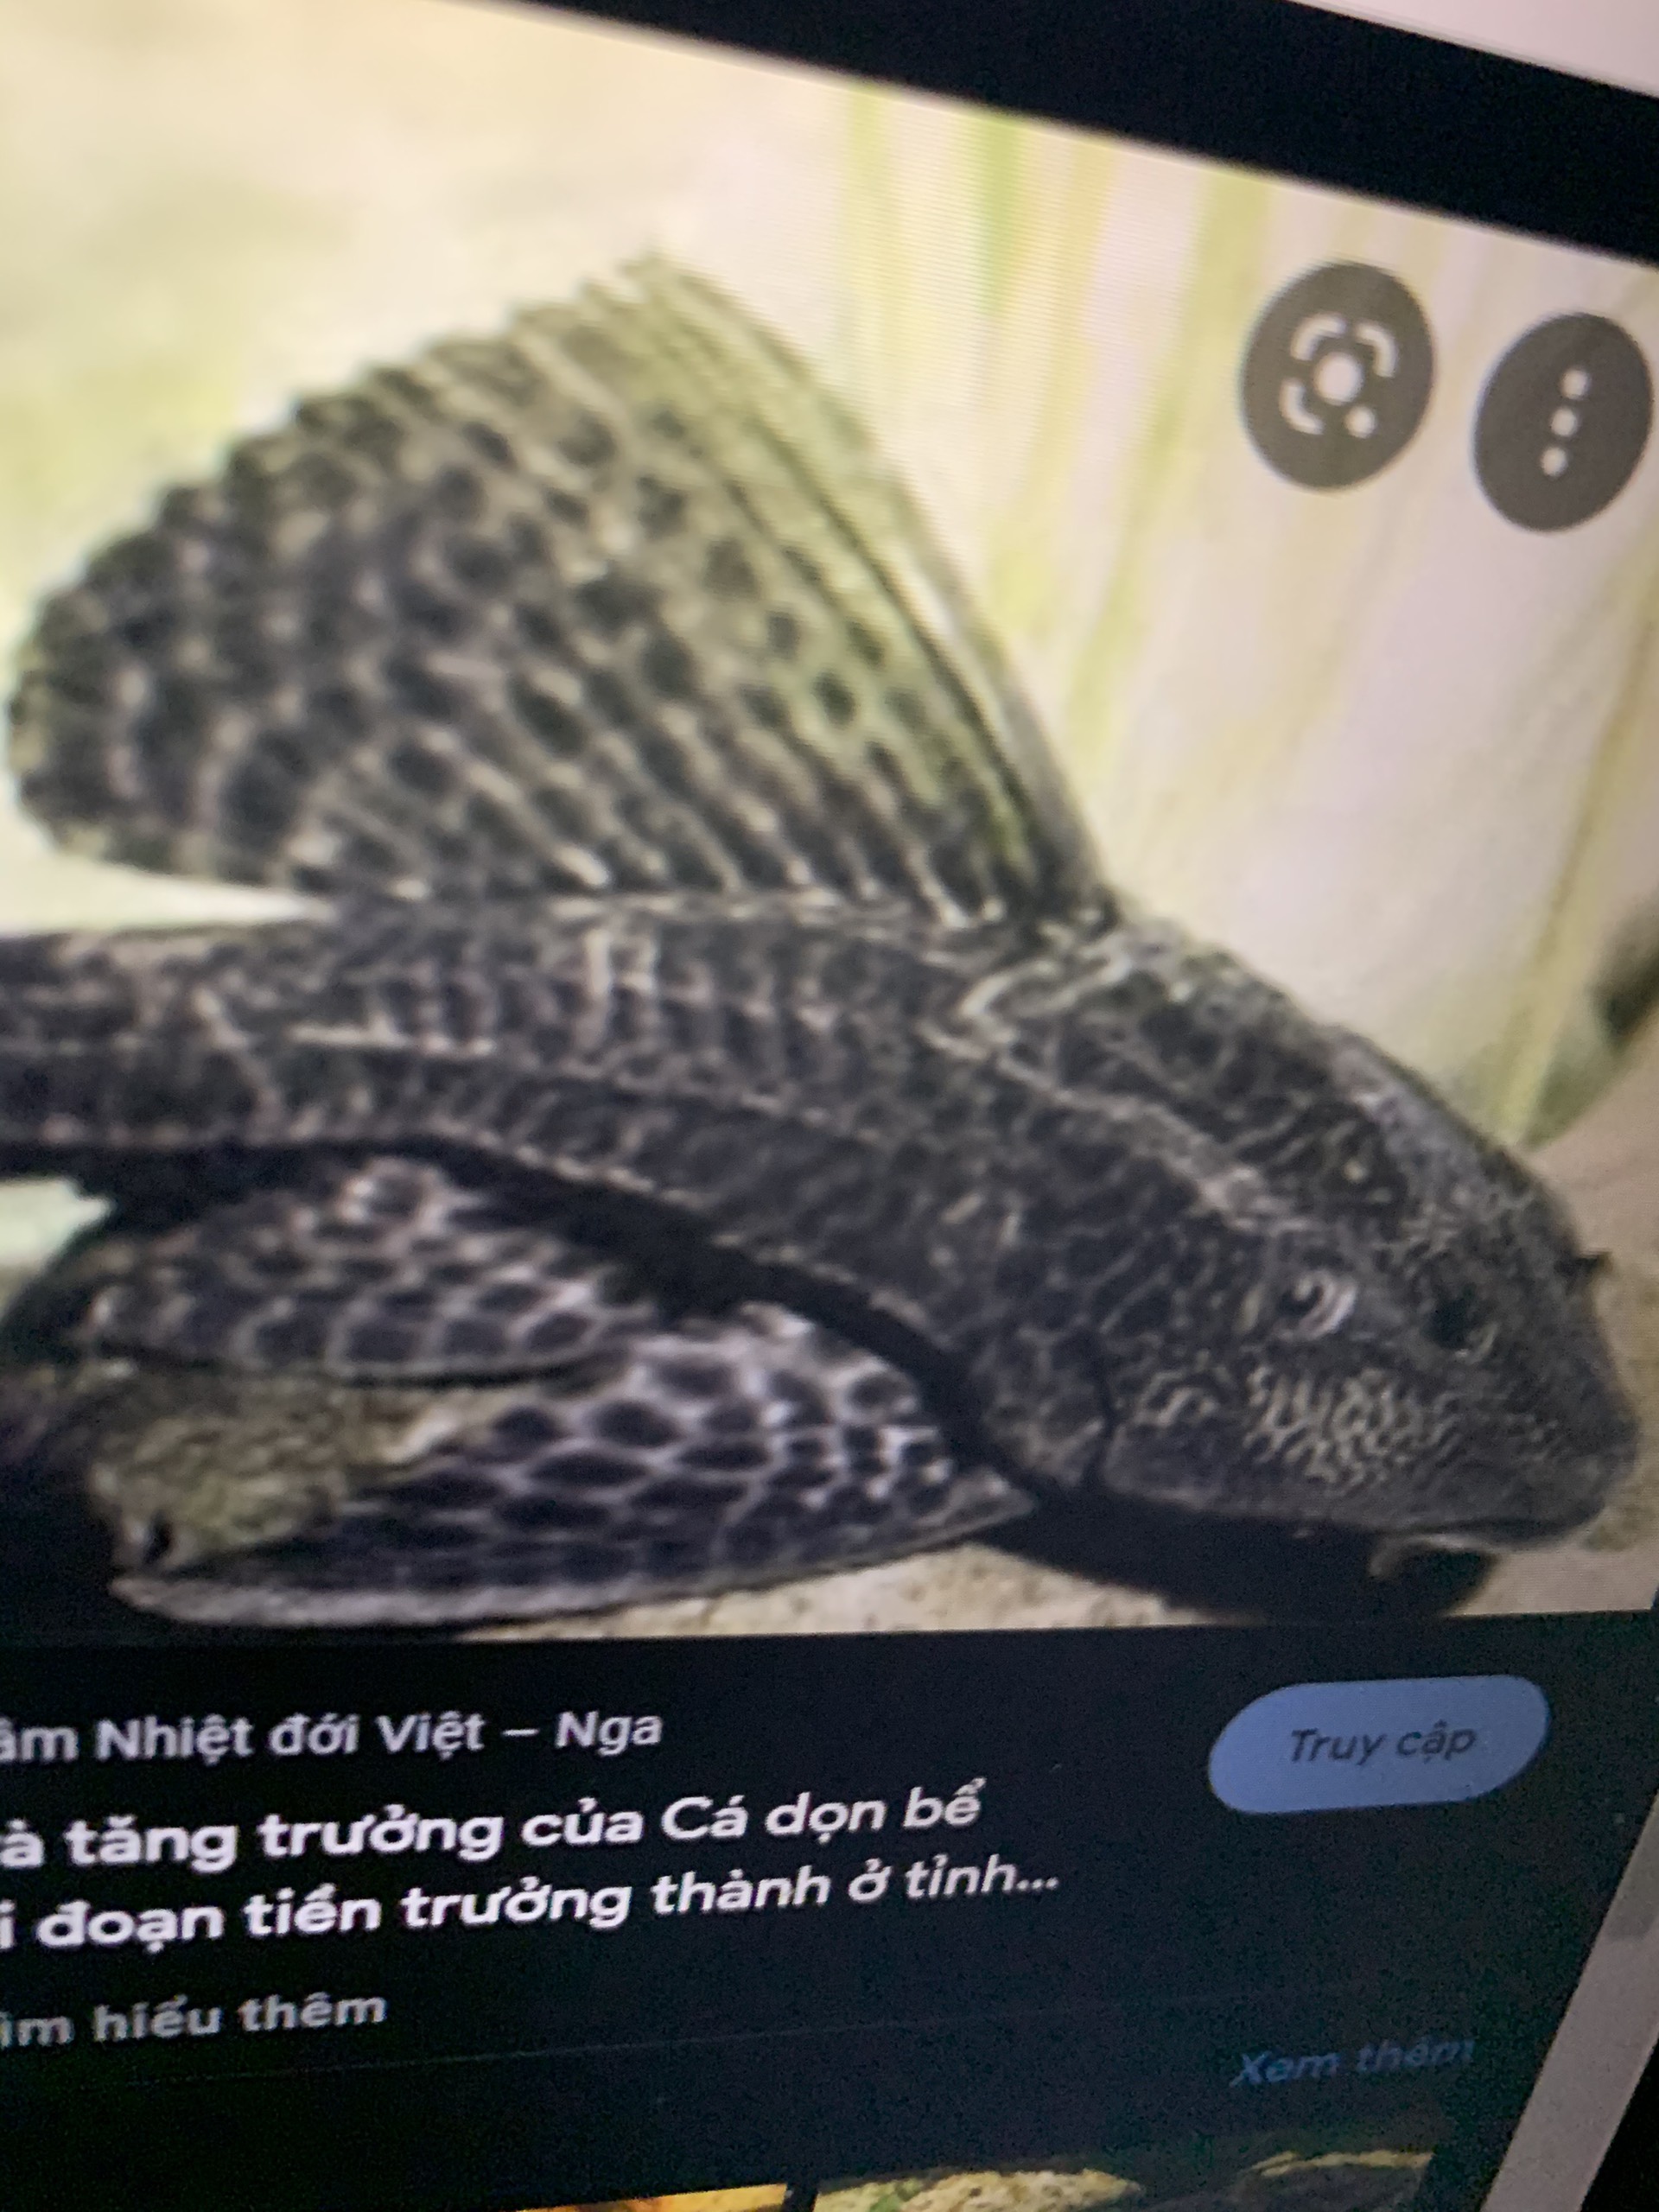 âm Nhiệt đới Việt – Nga
Truy cập
à tăng trưởng của Cá dọn bể
i đoạn tiền trưởng thành ở tỉnh...
ìm hiểu thêm
Xem thêm